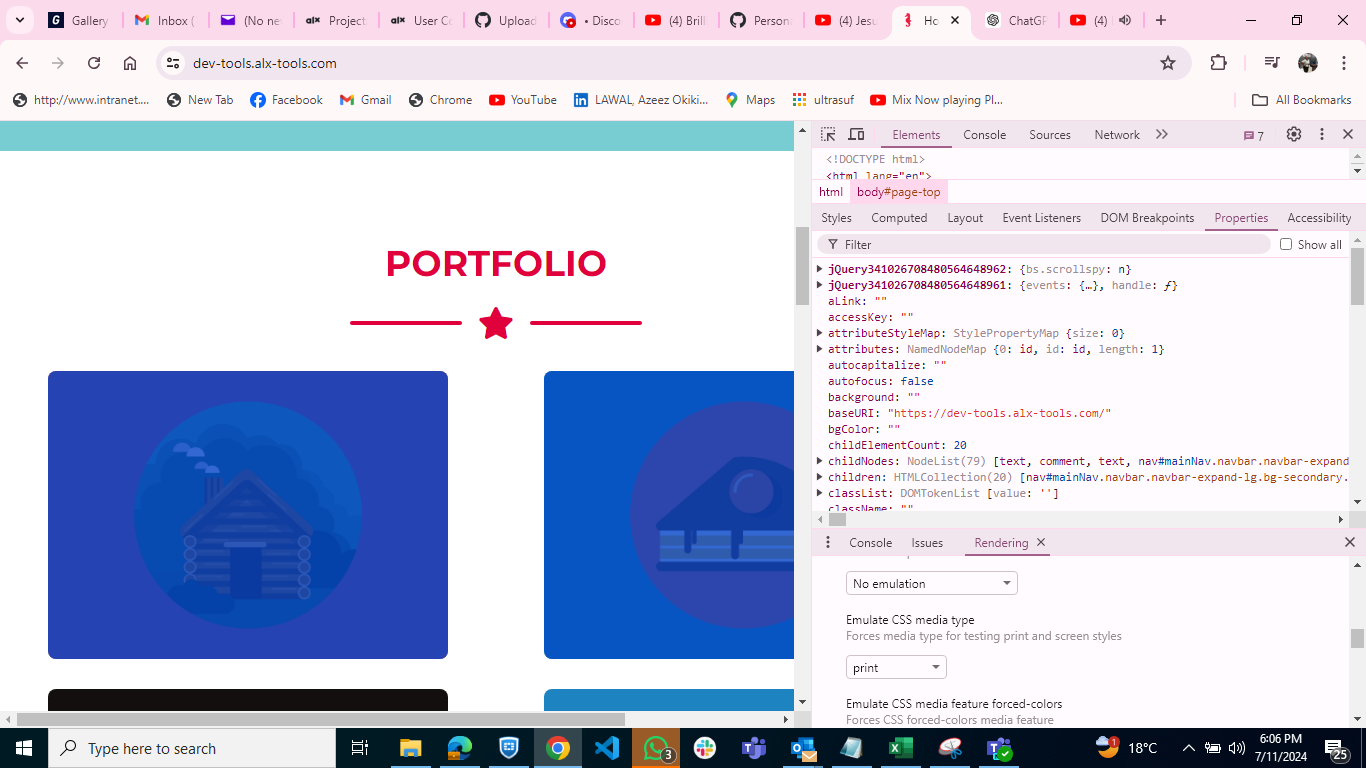 Gallery
Inbox (
(No ne
Project
User Co
Upload
• Disco
(4) Brill
Person
(4) Jesu
Ho
ChatGP
(4)
dev-tools.alx-tools.com
http://www.intranet....
New Tab
Facebook
Gmail
Chrome
YouTube
LAWAL, Azeez Okiki...
Maps
ultrasuf
Mix Now playing Pl...
All Bookmarks
PORTFOLIO
Elements
Console
Sources
Network
7
<!DOCTYPE html>
<html lang="en">
html
body#page-top
Styles
Computed
Layout
Event Listeners
DOM Breakpoints
Properties
Accessibility
Filter
Show all
jQuery341026708480564648962: {bs.scrollspy: n}
jQuery341026708480564648961: {events: {…}, handle: ƒ}
aLink: ""
accessKey: ""
attributeStyleMap: StylePropertyMap {size: 0}
attributes: NamedNodeMap {0: id, id: id, length: 1}
autocapitalize: ""
autofocus: false
background: ""
baseURI: "https://dev-tools.alx-tools.com/"
bgColor: ""
childElementCount: 20
childNodes: NodeList(79) [text, comment, text, nav#mainNav.navbar.navbar-expand
children: HTMLCollection(20) [nav#mainNav.navbar.navbar-expand-lg.bg-secondary.
classList: DOMTokenList [value: '']
className: ""
Console
Issues
Rendering
No emulation
Emulate CSS media type
Forces media type for testing print and screen styles
print
Emulate CSS media feature forced-colors
Forces CSS forced-colors media feature
Type here to search
3
18°C
6:06 PM
7/11/2024
25